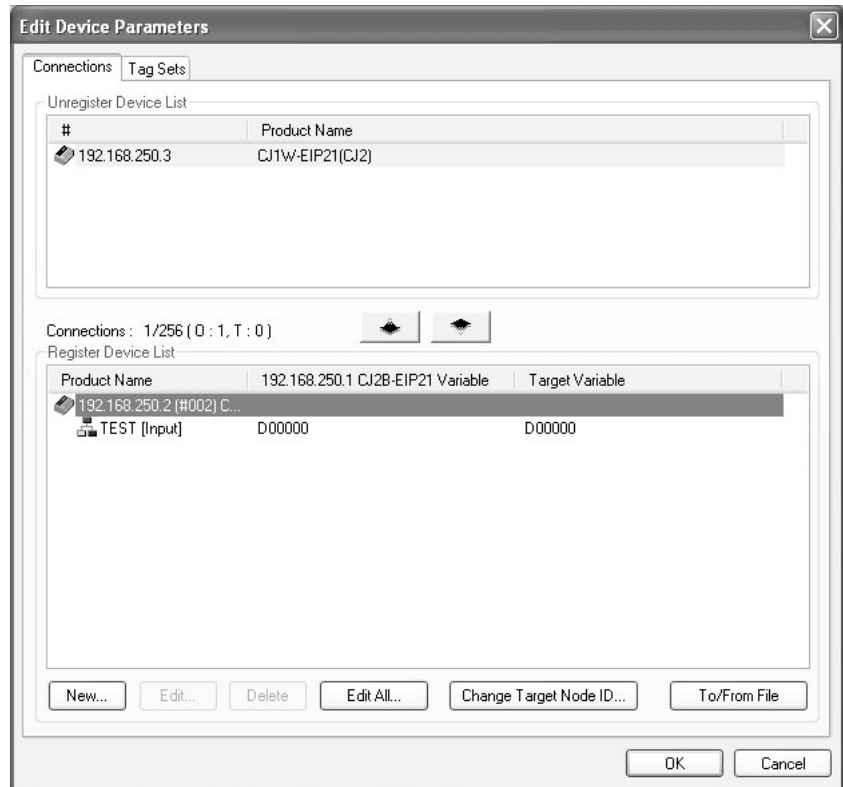 Edit Device Parameters
Connections Tag Sets
Unregister Device List
# Product Name
192.168.250.3 CJ1W-EIP21(CJ2)
Connections : 1/256 ( O : 1, T : 0 )
Register Device List
Product Name 192.168.250.1 CJ2B-EIP21 Variable Target Variable
192.168.250.2 (#002) C...
TEST [Input] D00000 D00000
New... Edit... Delete Edit All... Change Target Node ID... To/From File
OK Cancel